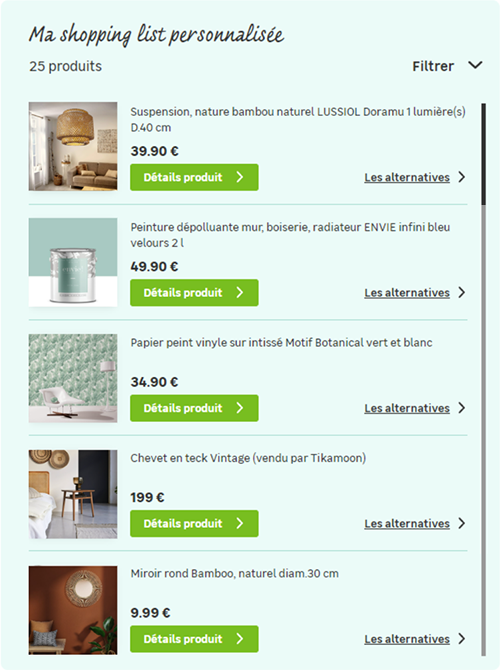 Ma shopping list personnalisée
25 produits
Filtrer
Suspension, nature bambou naturel LUSSIOL Doramu 1 lumière(s)
D.40 cm
39.90 €
Détails produit
Les alternatives
Peinture dépolluante mur, boiserie, radiateur ENVIE infini bleu
velours 2 l
49.90 €
Détails produit
Les alternatives
Papier peint vinyle sur intissé Motif Botanical vert et blanc
34.90 €
Détails produit
Les alternatives
Chevet en teck Vintage (vendu par Tikamoon)
199 €
Détails produit
Les alternatives
Miroir rond Bamboo, naturel diam.30 cm
9.99 €
Détails produit
Les alternatives